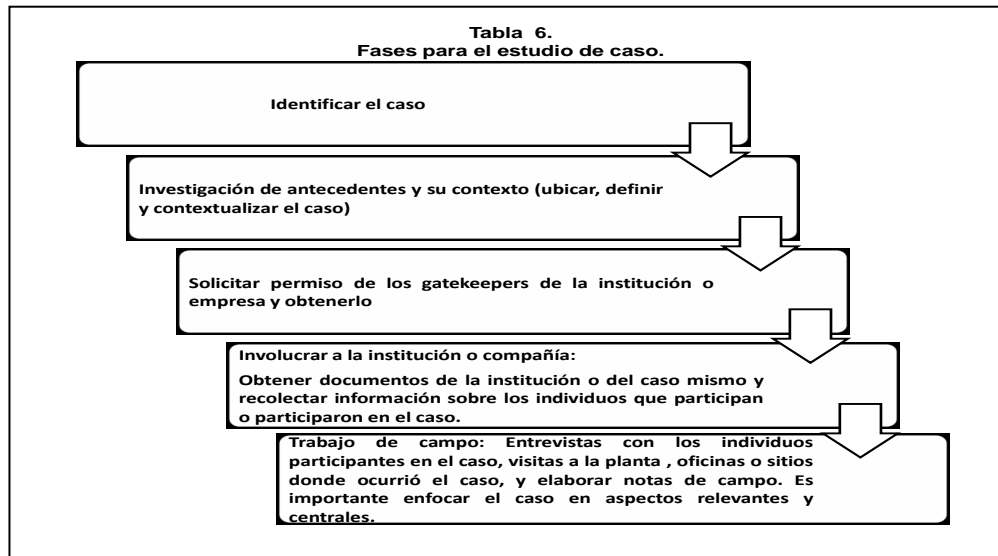 Tabla 6.
Fases para el estudio de caso.
Identificar el caso
Investigación de antecedentes y su contexto (ubicar, definir
y contextualizar el caso)
Solicitar permiso de los gatekeepers de la institución o
empresa y obtenerlo
Involucrar a la institución o compañía:
Obtener documentos de la institución o del caso mismo y
recolectar información sobre los individuos que participan
o participaron en el caso.
Trabajo de campo: Entrevistas con los individuos
participantes en el caso, visitas a la planta , oficinas o sitios
donde ocurrió el caso, y elaborar notas de campo. Es
importante enfocar el caso en aspectos relevantes y
centrales.